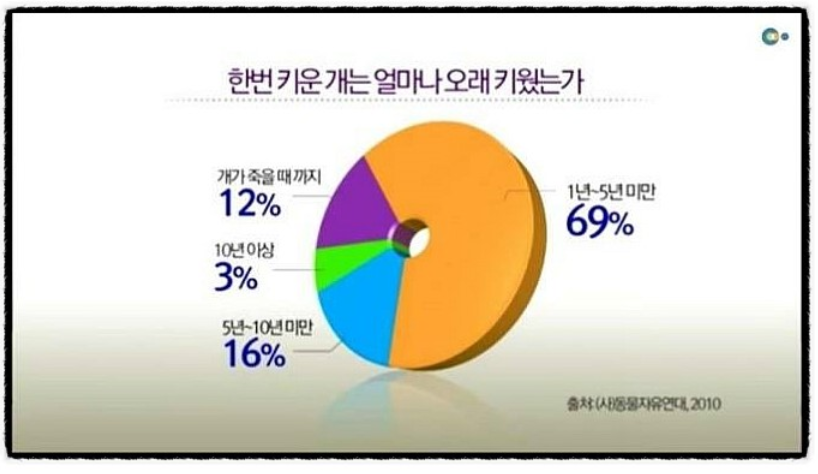 한번 키운 개는 얼마나 오래 키웠는가
개가 죽을 때 까지
12%
1년~5년 미만
69%
10년 이상
3%
5년~10년 미만
16%
출처:(사)동물자유연대, 2010